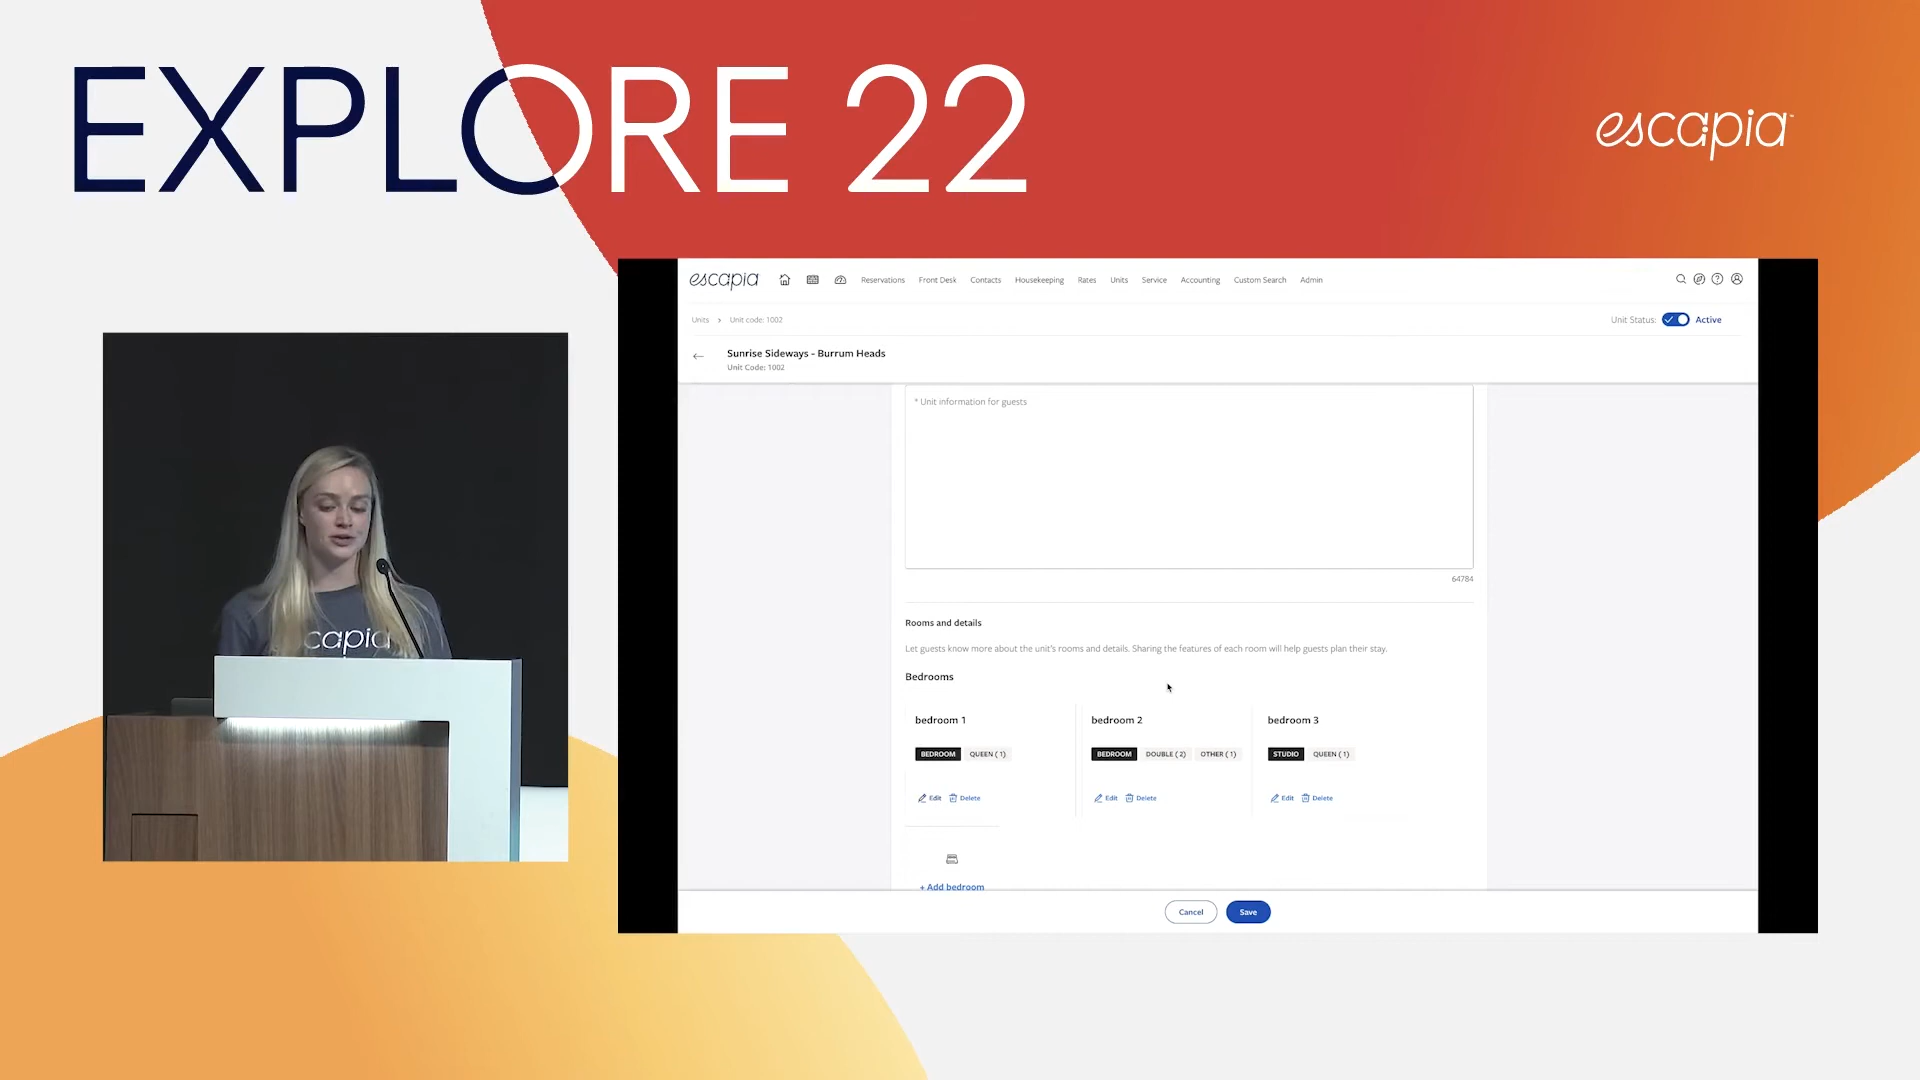 EXPLORE 22
escapia
escapia
Reservations Front Desk Contacts Housekeeping Rates Units Service Accounting Custom Search Admin
Units > Unit code: 1002
Unit Status: Active
Sunrise Sideways - Burrum Heads
Unit Code: 1002
* Unit information for guests
64784
Rooms and details
Let guests know more about the unit's rooms and details. Sharing the features of each room will help guests plan their stay.
Bedrooms
bedroom 1 bedroom 2 bedroom 3
BEDROOM QUEEN ( 1 ) BEDROOM DOUBLE ( 2 ) OTHER ( 1 ) STUDIO QUEEN ( 1 )
Edit Delete Edit Delete Edit Delete
+ Add bedroom
Cancel Save
capia